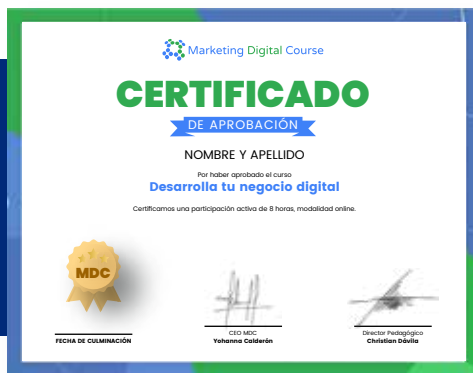 Marketing Digital Course
CERTIFICADO
DE APROBACIÓN
NOMBRE Y APELLIDO
Por haber aprobado el curso
Desarrolla tu negocio digital
Certificamos una participación activa de 8 horas, modalidad online.
MDC
FECHA DE CULMINACIÓN
CEO MDC
Yohanna Calderón
Director Pedagógico
Christian Dávila